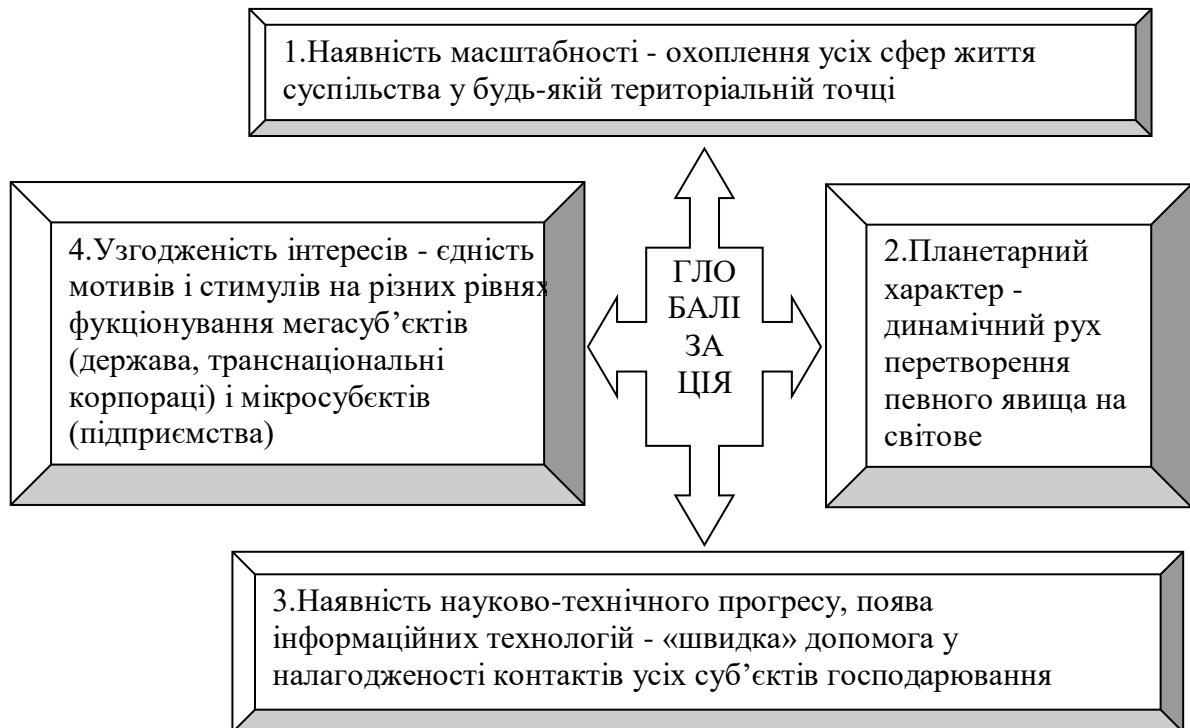 1.Наявність масштабності - охоплення усіх сфер життя
суспільства у будь-якій територіальній точці
4.Узгодженість інтересів - єдність
мотивів і стимулів на різних рівнях
фукціонування мегасуб’єктів
(держава, транснаціональні
корпораці) і мікросубєктів
(підприємства)
ГЛО
БАЛІ
ЗА
ЦІЯ
2.Планетарний
характер -
динамічний рух
перетворення
певного явища на
світове
3.Наявність науково-технічного прогресу, поява
інформаційних технологій - «швидка» допомога у
налагодженості контактів усіх суб’єктів господарювання